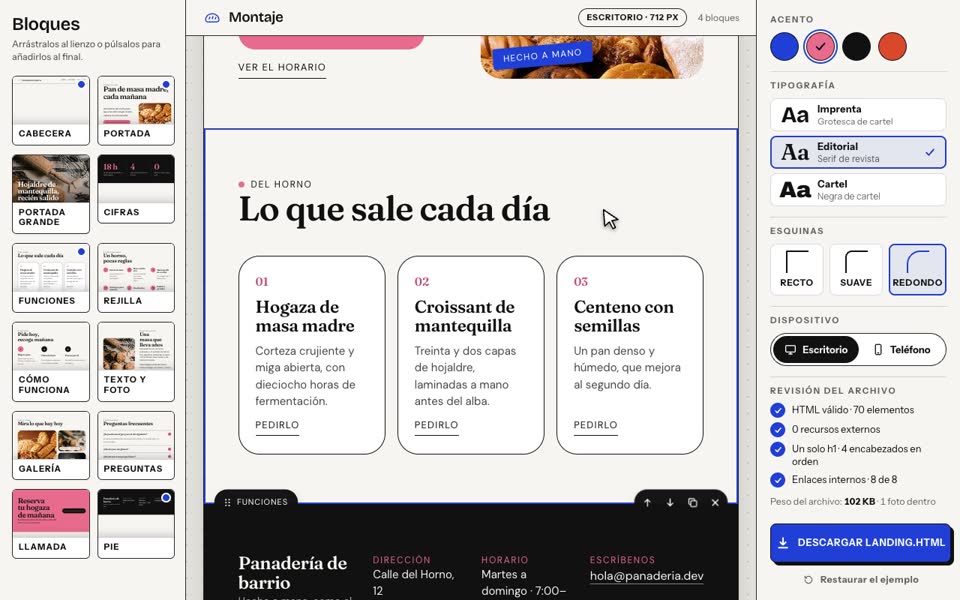 Bloques
Arrástralos al lienzo o púlsalos para
añadirlos al final.
CABECERA
Pan de masa madre,
cada mañana
PORTADA
Hojaldre de
mantequilla,
recién salido
PORTADA
GRANDE
18 h 4 0
CIFRAS
Lo que sale cada día
FUNCIONES
Un horno,
pocas reglas
REJILLA
Pide hoy,
recoge mañana
CÓMO
FUNCIONA
Una
masa que
lleva años
TEXTO Y
FOTO
Mira lo que hay hoy
GALERÍA
Preguntas frecuentes
PREGUNTAS
Reserva
tu hogaza
de mañana
LLAMADA
PIE
Montaje
ESCRITORIO · 712 PX
4 bloques
VER EL HORARIO
HECHO A MANO
DEL HORNO
Lo que sale cada día
01
Hogaza de
masa madre
Corteza crujiente y
miga abierta, con
dieciocho horas de
fermentación.
PEDIRLO
02
Croissant de
mantequilla
Treinta y dos capas
de hojaldre,
laminadas a mano
antes del alba.
PEDIRLO
03
Centeno con
semillas
Un pan denso y
húmedo, que mejora
al segundo día.
PEDIRLO
FUNCIONES
Panadería de
barrio
DIRECCIÓN
Calle del Horno,
12
HORARIO
Martes a
domingo · 7:00–
ESCRÍBENOS
hola@panaderia.dev
ACENTO
TIPOGRAFÍA
Aa Imprenta
Grotesca de cartel
Aa Editorial
Serif de revista
Aa Cartel
Negra de cartel
ESQUINAS
RECTO
SUAVE
REDONDO
DISPOSITIVO
Escritorio
Teléfono
REVISIÓN DEL ARCHIVO
HTML válido · 70 elementos
0 recursos externos
Un solo h1 · 4 encabezados en
orden
Enlaces internos · 8 de 8
Peso del archivo: 102 KB · 1 foto dentro
DESCARGAR LANDING.HTML
Restaurar el ejemplo